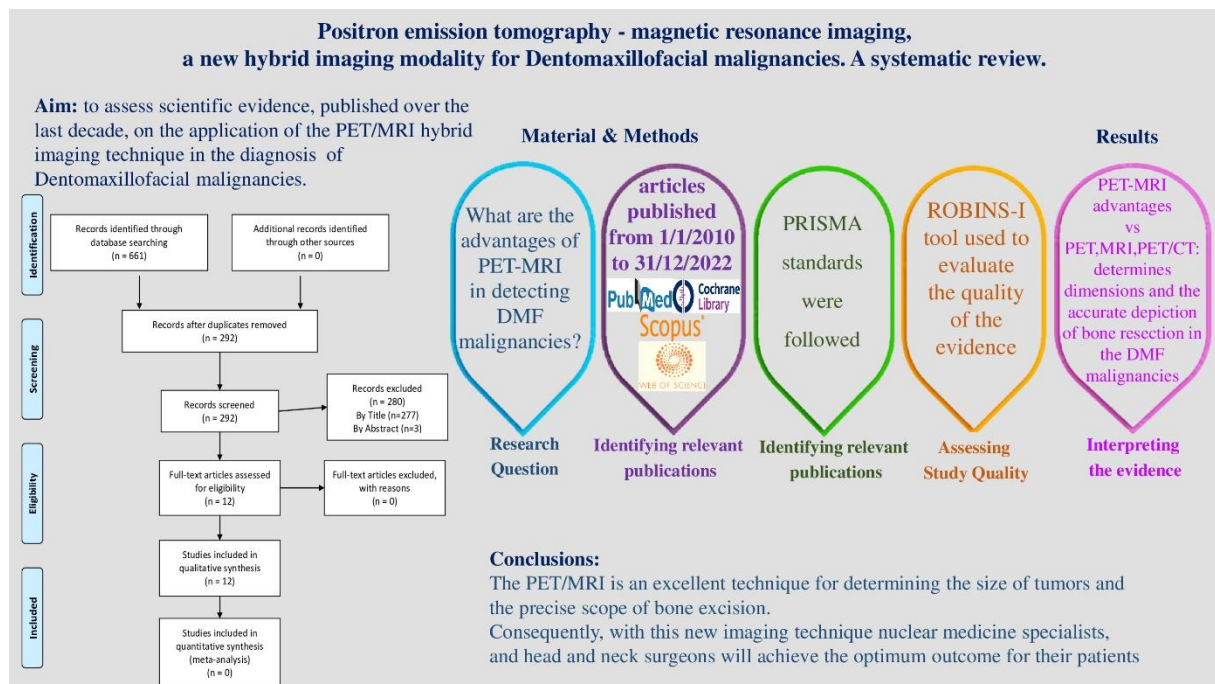 Positron emission tomography - magnetic resonance imaging,
a new hybrid imaging modality for Dentomaxillofacial malignancies. A systematic review.
Aim: to assess scientific evidence, published over the
last decade, on the application of the PET/MRI hybrid
imaging technique in the diagnosis of
Dentomaxillofacial malignancies.
Identification
Records identified through
database searching
(n = 661)
Additional records identified
through other sources
(n = 0)
Records after duplicates removed
(n = 292)
Screening
Records screened
(n = 292)
Records excluded
(n = 280)
By Title (n=277)
By Abstract (n=3)
Eligibility
Full-text articles assessed
for eligibility
(n = 12)
Full-text articles excluded,
with reasons
(n = 0)
Studies included in
qualitative synthesis
(n = 12)
Included
Studies included in
quantitative synthesis
(meta-analysis)
(n = 0)
Material & Methods
What are the
advantages of
PET-MRI
in detecting
DMF
malignancies?
Research
Question
articles
published
from 1/1/2010
to 31/12/2022
PubMed
Cochrane
Library
Scopus®
WEB OF SCIENCE
Identifying relevant
publications
PRISMA
standards
were
followed
Identifying relevant
publications
ROBINS-I
tool used to
evaluate
the quality
of the
evidence
Assessing
Study Quality
Results
PET-MRI
advantages
vs
PET,MRI,PET/CT:
determines
dimensions and the
accurate depiction
of bone resection in
the DMF
malignancies
Interpreting
the evidence
Conclusions:
The PET/MRI is an excellent technique for determining the size of tumors and
the precise scope of bone excision.
Consequently, with this new imaging technique nuclear medicine specialists,
and head and neck surgeons will achieve the optimum outcome for their patients